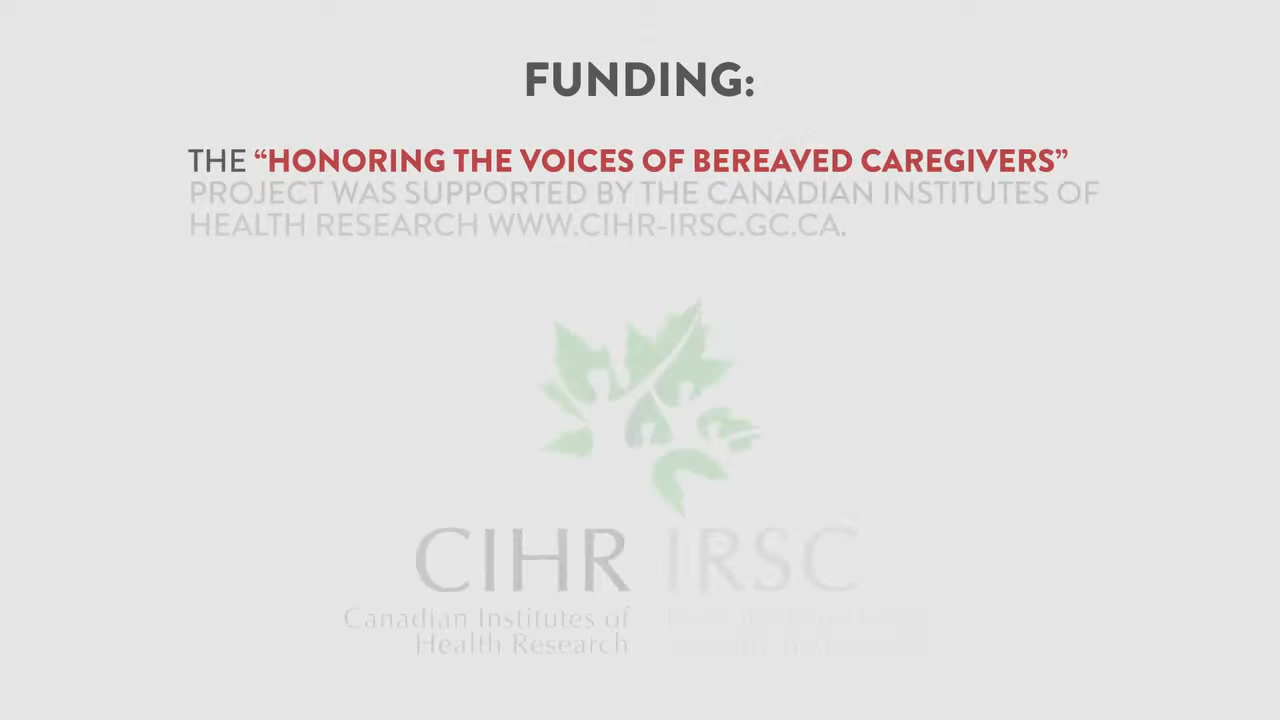 FUNDING:
THE “HONORING THE VOICES OF BEREAVED CAREGIVERS”
PROJECT WAS SUPPORTED BY THE CANADIAN INSTITUTES OF
HEALTH RESEARCH WWW.CIHR-IRSC.GC.CA.
CIHR IRSC
Canadian Institutes of
Health Research